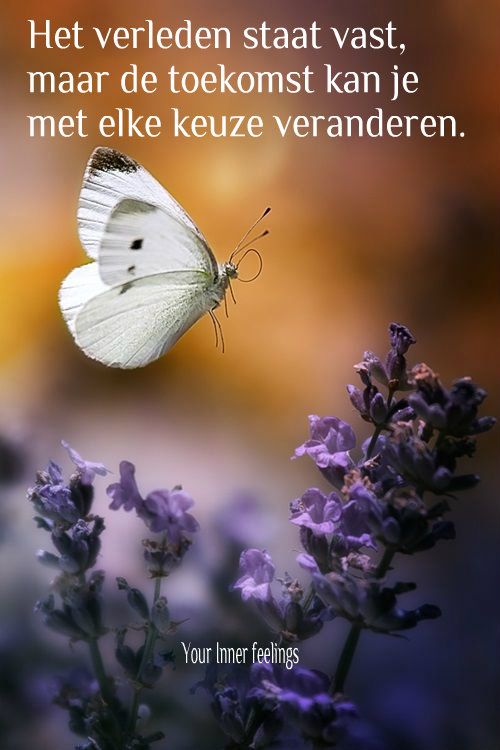 Het verleden staat vast,
maar de toekomst kan je
met elke keuze veranderen.
Your Inner feelings